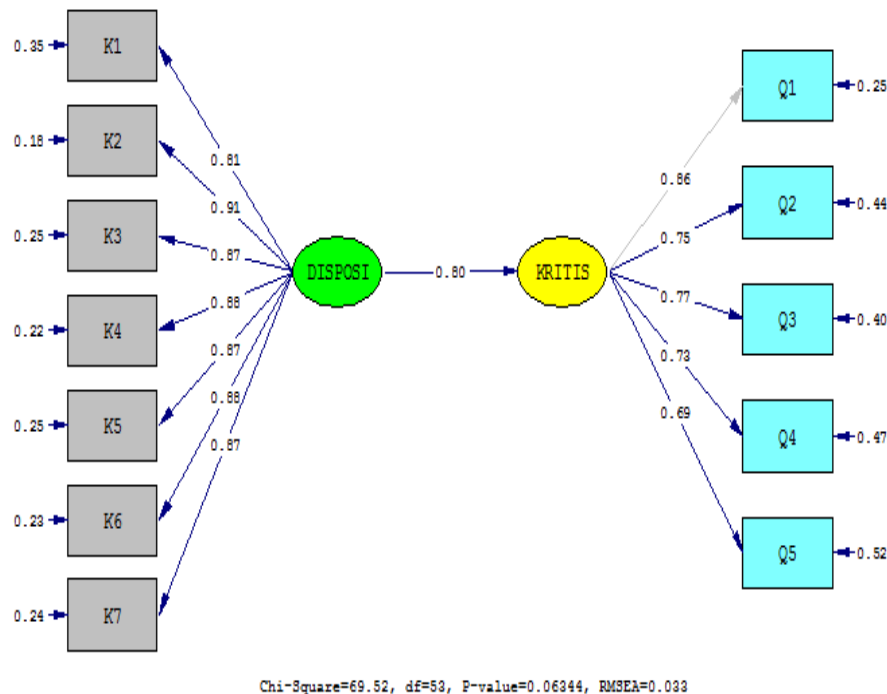 0.35 K1
0.18 K2
0.25 K3
0.22 K4
0.25 K5
0.23 K6
0.24 K7
0.81
0.91
0.87
0.88
0.87
0.88
0.87
DISPOSI
0.80
KRITIS
0.86
0.75
0.77
0.73
0.69
Q1 0.25
Q2 0.44
Q3 0.40
Q4 0.47
Q5 0.52
Chi-Square=69.52, df=53, P-value=0.06344, RMSEA=0.033